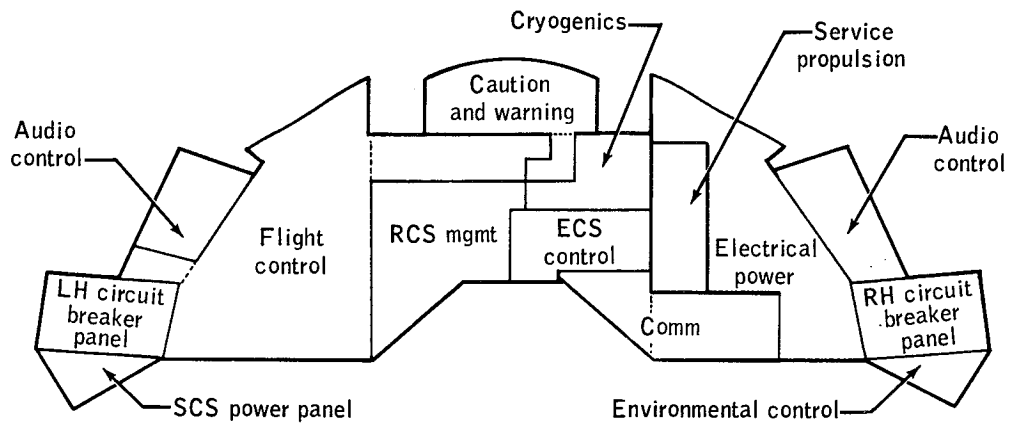 Cryogenics
Service
propulsion
Caution
and warning
Audio
control
Audio
control
Flight
control
RCS mgmt
ECS
control
Electrical
power
LH circuit
breaker
panel
RH circuit
breaker
panel
Comm
SCS power panel
Environmental control